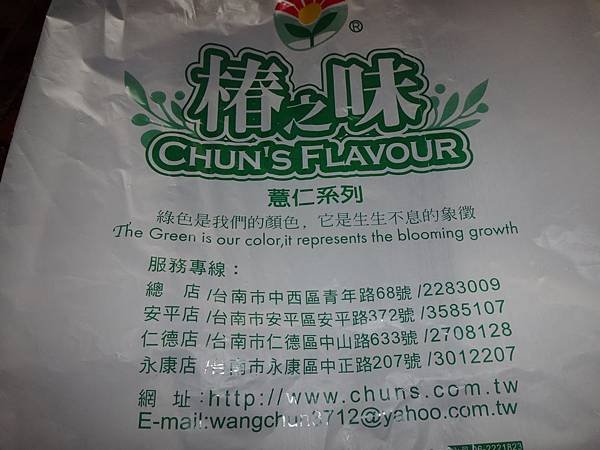 ®
椿之味
CHUN'S FLAVOUR
薏仁系列
綠色是我們的顏色，它是生生不息的象徵
The Green is our color,it represents the blooming growth
服務專線：
總 店 /台南市中西區青年路68號 /2283009
安平店 /台南市安平區安平路372號 /3585107
仁德店 /台南市仁德區中山路633號 /2708128
永康店 /台南市永康區中正路207號 /3012207
網 址:http://www.chuns.com.tw
E-mail:wangchun3712@yahoo.com.tw
06-2221823